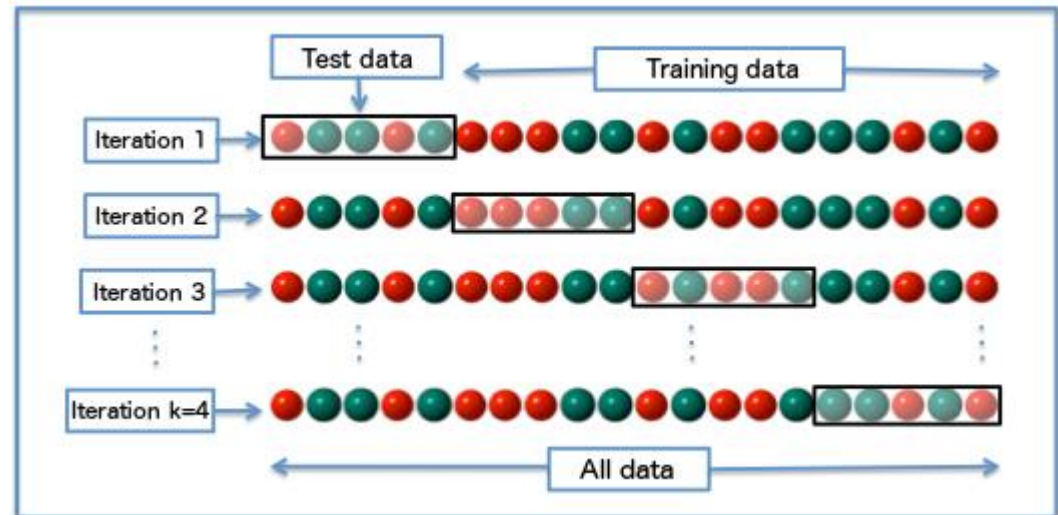 Test data
Training data
Iteration 1
Iteration 2
Iteration 3
Iteration k=4
All data